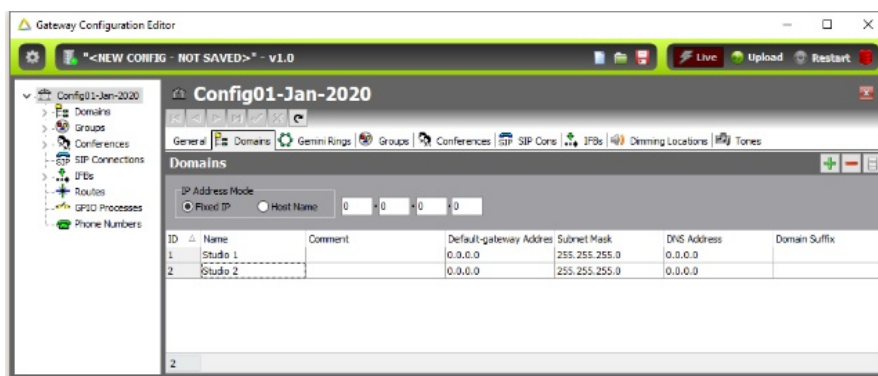 Gateway Configuration Editor
"<NEW CONFIG - NOT SAVED>" - v1.0 Live Upload Restart
Config01-Jan-2020
Domains
Groups
Conferences
SIP Connections
IFBs
Routes
GPIO Processes
Phone Numbers
Config01-Jan-2020
General Domains Gemini Rings Groups Conferences SIP Cons IFBs Dimming Locations Tones
Domains
IP Address Mode
Fixed IP Host Name 0 . 0 . 0 . 0
ID Name Comment Default-gateway Addres Subnet Mask DNS Address Domain Suffix
1 Studio 1 0.0.0.0 255.255.255.0 0.0.0.0
2 Studio 2 0.0.0.0 255.255.255.0 0.0.0.0
2